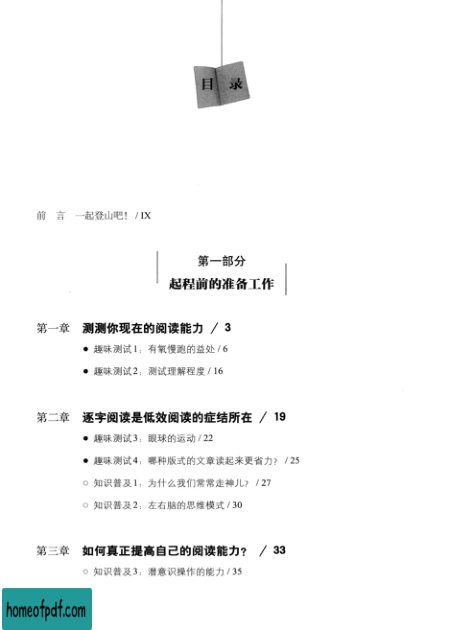 目 录
前 言 一起登山吧! / IX
第一部分
起程前的准备工作
第一章 测测你现在的阅读能力 / 3
● 趣味测试1: 有氧慢跑的益处 / 6
● 趣味测试2: 测试理解程度 / 16
第二章 逐字阅读是低效阅读的症结所在 / 19
● 趣味测试3: 眼球的运动 / 22
● 趣味测试4: 哪种版式的文章读起来更省力? / 25
○ 知识普及1: 为什么我们常常走神儿? / 27
○ 知识普及2: 左右脑的思维模式 / 30
第三章 如何真正提高自己的阅读能力? / 33
○ 知识普及3: 潜意识操作的能力 / 35
homeofpdf.com